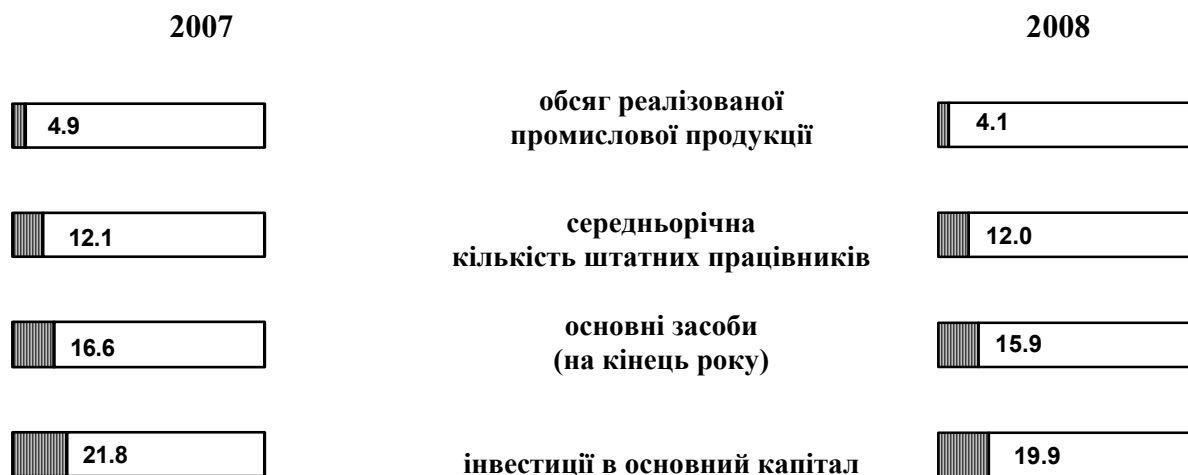 2007
2008
4.9
обсяг реалізованої
промислової продукції
4.1
12.1
середньорічна
кількість штатних працівників
12.0
16.6
основні засоби
(на кінець року)
15.9
21.8
інвестиції в основний капітал
19.9